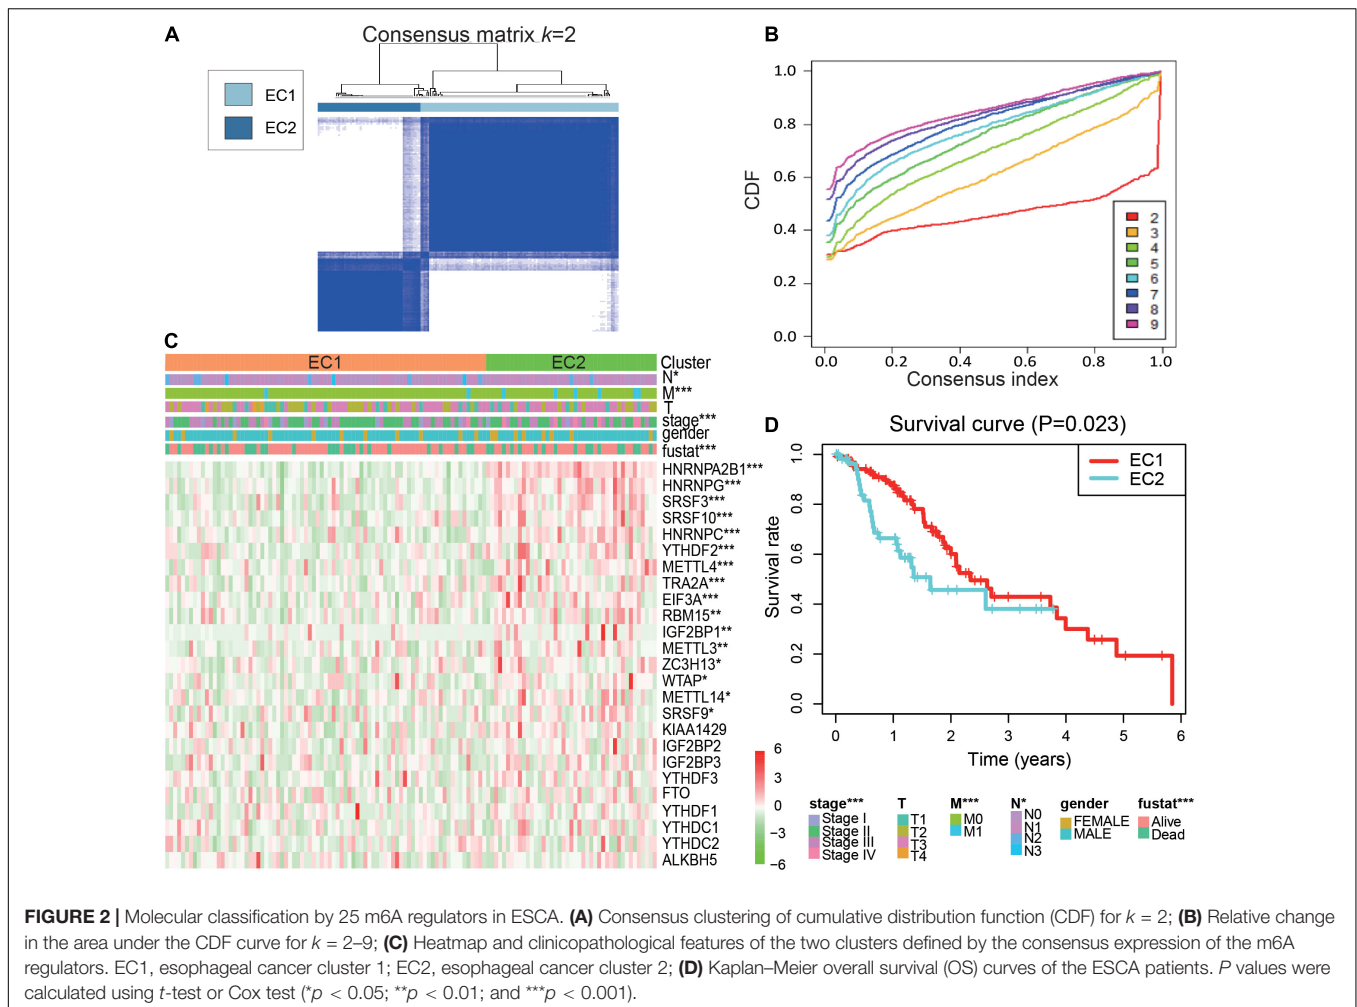 A
Consensus matrix k=2
EC1
EC2
B
1.0
0.8
0.6
0.4
0.2
0.0
CDF
0.0 0.2 0.4 0.6 0.8 1.0
Consensus index
2
3
4
5
6
7
8
9
C
EC1 EC2 Cluster
N*
M***
T
stage***
gender
fustat***
HNRNPA2B1***
HNRNPG***
SRSF3***
SRSF10***
HNRNPC***
YTHDF2***
METTL4***
TRA2A***
EIF3A***
RBM15**
IGF2BP1**
METTL3**
ZC3H13*
WTAP*
METTL14*
SRSF9*
KIAA1429
IGF2BP2
IGF2BP3
YTHDF3
FTO
YTHDF1
YTHDC1
YTHDC2
ALKBH5
6
3
0
−3
−6
D
Survival curve (P=0.023)
EC1
EC2
1.0
0.8
0.6
0.4
0.2
0.0
Survival rate
0 1 2 3 4 5 6
Time (years)
stage***
Stage I
Stage II
Stage III
Stage IV
T
T1
T2
T3
T4
M***
M0
M1
N*
N0
N1
N2
N3
gender
FEMALE
MALE
fustat***
Alive
Dead
FIGURE 2 | Molecular classification by 25 m6A regulators in ESCA. (A) Consensus clustering of cumulative distribution function (CDF) for k = 2; (B) Relative change
in the area under the CDF curve for k = 2–9; (C) Heatmap and clinicopathological features of the two clusters defined by the consensus expression of the m6A
regulators. EC1, esophageal cancer cluster 1; EC2, esophageal cancer cluster 2; (D) Kaplan–Meier overall survival (OS) curves of the ESCA patients. P values were
calculated using t-test or Cox test (*p < 0.05; **p < 0.01; and ***p < 0.001).